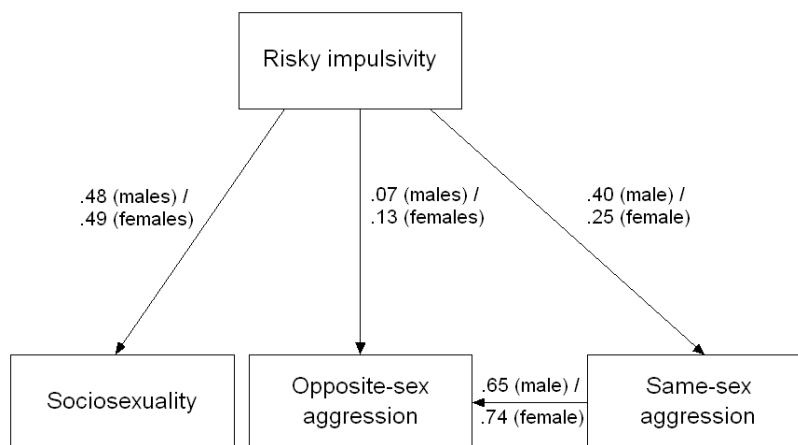 Risky impulsivity
.48 (males) /
.49 (females)
.07 (males) /
.13 (females)
.40 (male) /
.25 (female)
Sociosexuality
Opposite-sex
aggression
.65 (male) /
.74 (female)
Same-sex
aggression